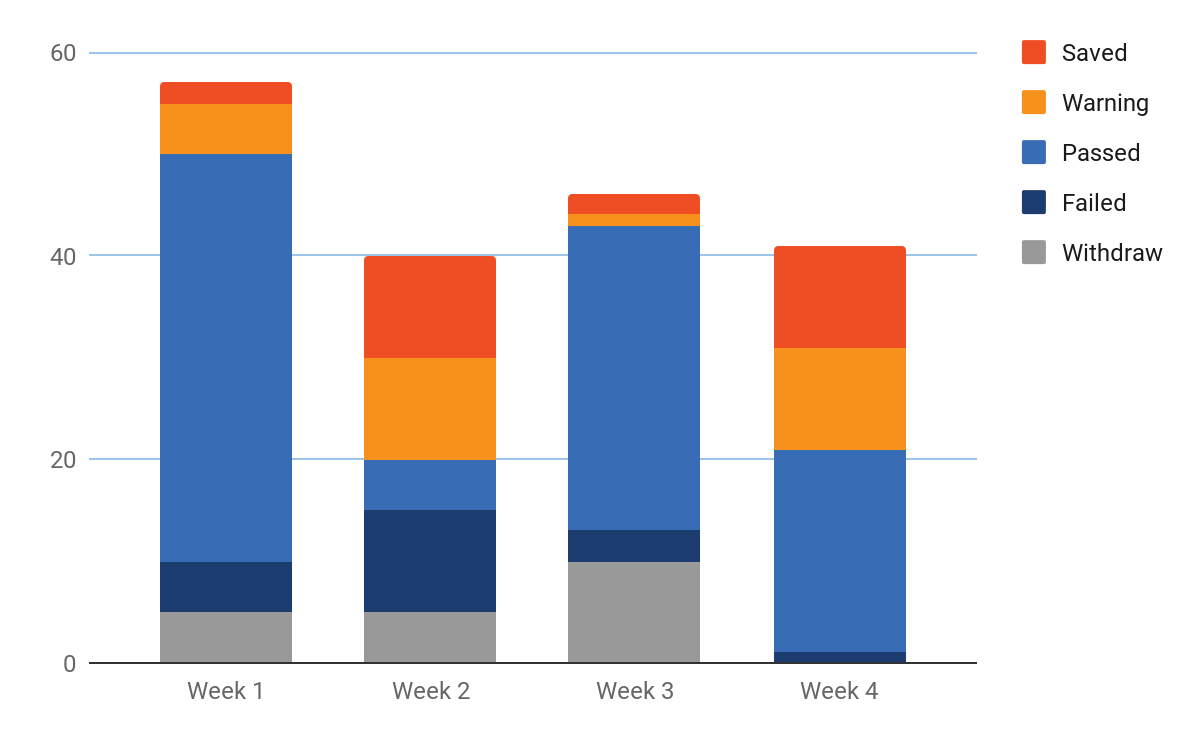 60
40
20
0
Week 1
Week 2
Week 3
Week 4
Saved
Warning
Passed
Failed
Withdraw